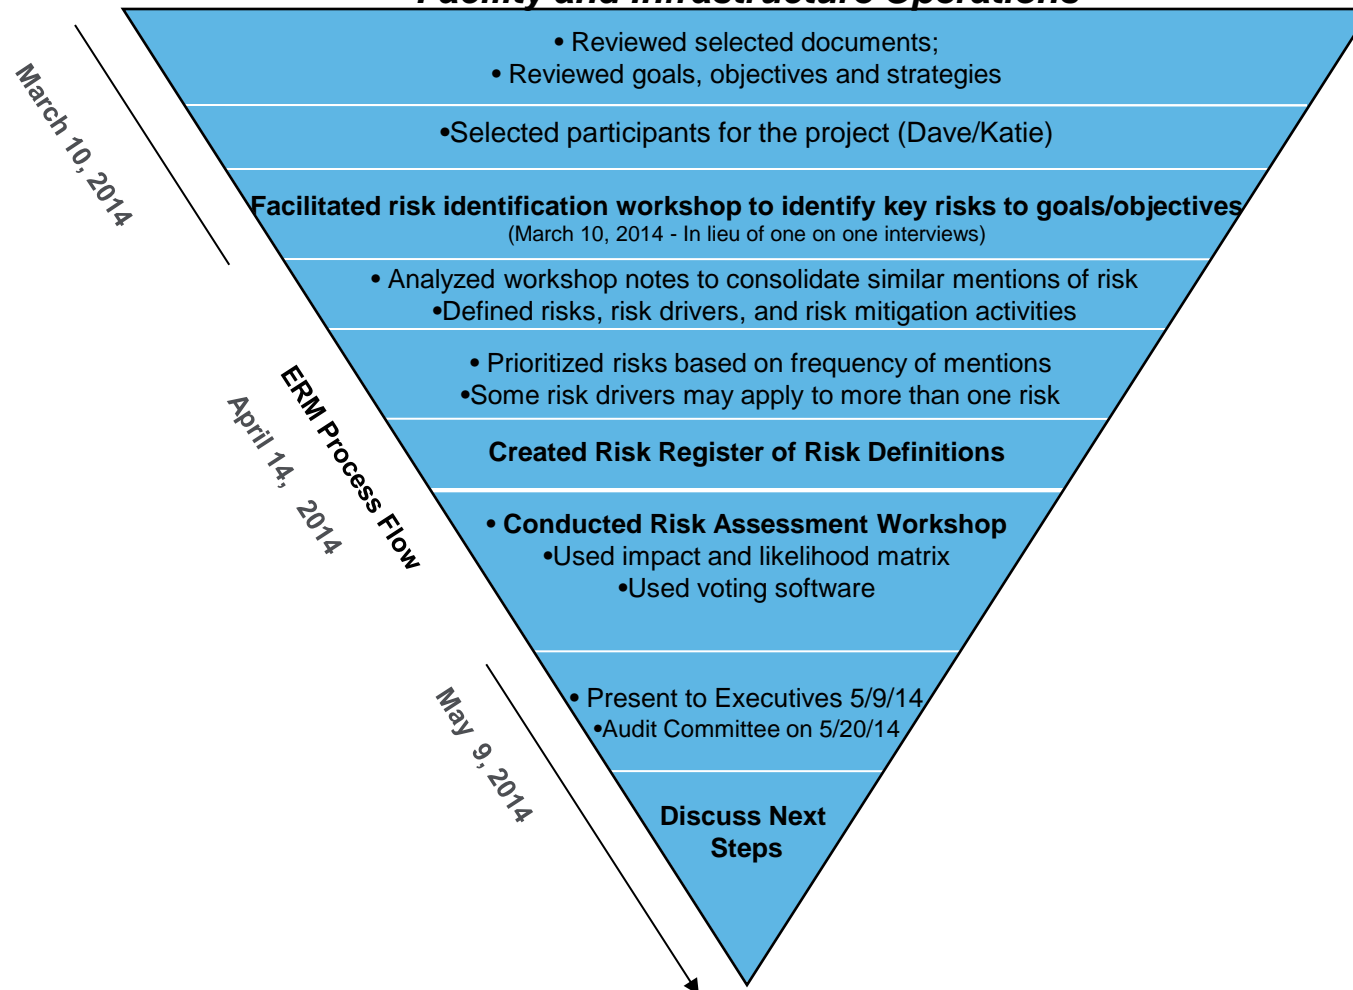 Facility and Infrastructure Operations
• Reviewed selected documents;
• Reviewed goals, objectives and strategies
•Selected participants for the project (Dave/Katie)
Facilitated risk identification workshop to identify key risks to goals/objectives
(March 10, 2014 - In lieu of one on one interviews)
• Analyzed workshop notes to consolidate similar mentions of risk
•Defined risks, risk drivers, and risk mitigation activities
• Prioritized risks based on frequency of mentions
•Some risk drivers may apply to more than one risk
Created Risk Register of Risk Definitions
• Conducted Risk Assessment Workshop
•Used impact and likelihood matrix
•Used voting software
• Present to Executives 5/9/14
•Audit Committee on 5/20/14
Discuss Next
Steps
March 10, 2014
ERM Process Flow
April 14, 2014
May 9, 2014